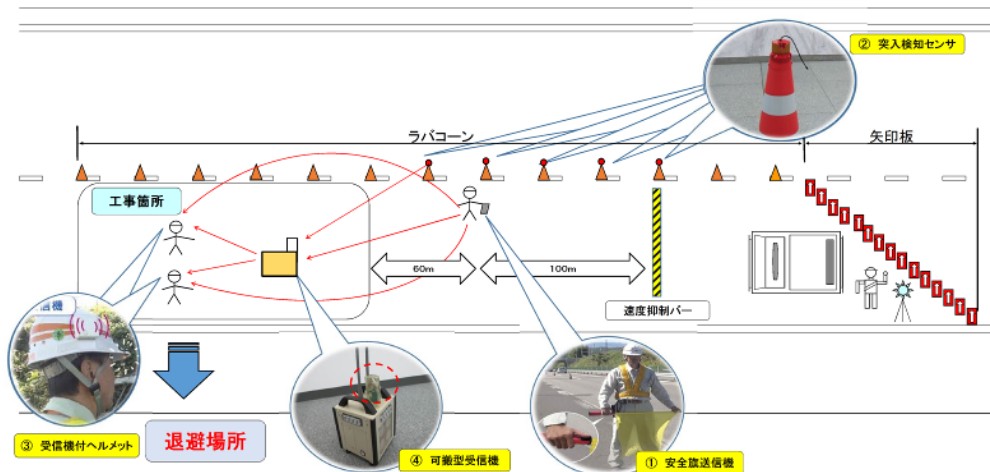 ② 突入検知センサ
ラバコーン
矢印板
工事箇所
60m
100m
速度抑制バー
信機
③ 受信機付ヘルメット
退避場所
④ 可搬型受信機
① 安全旗送信機